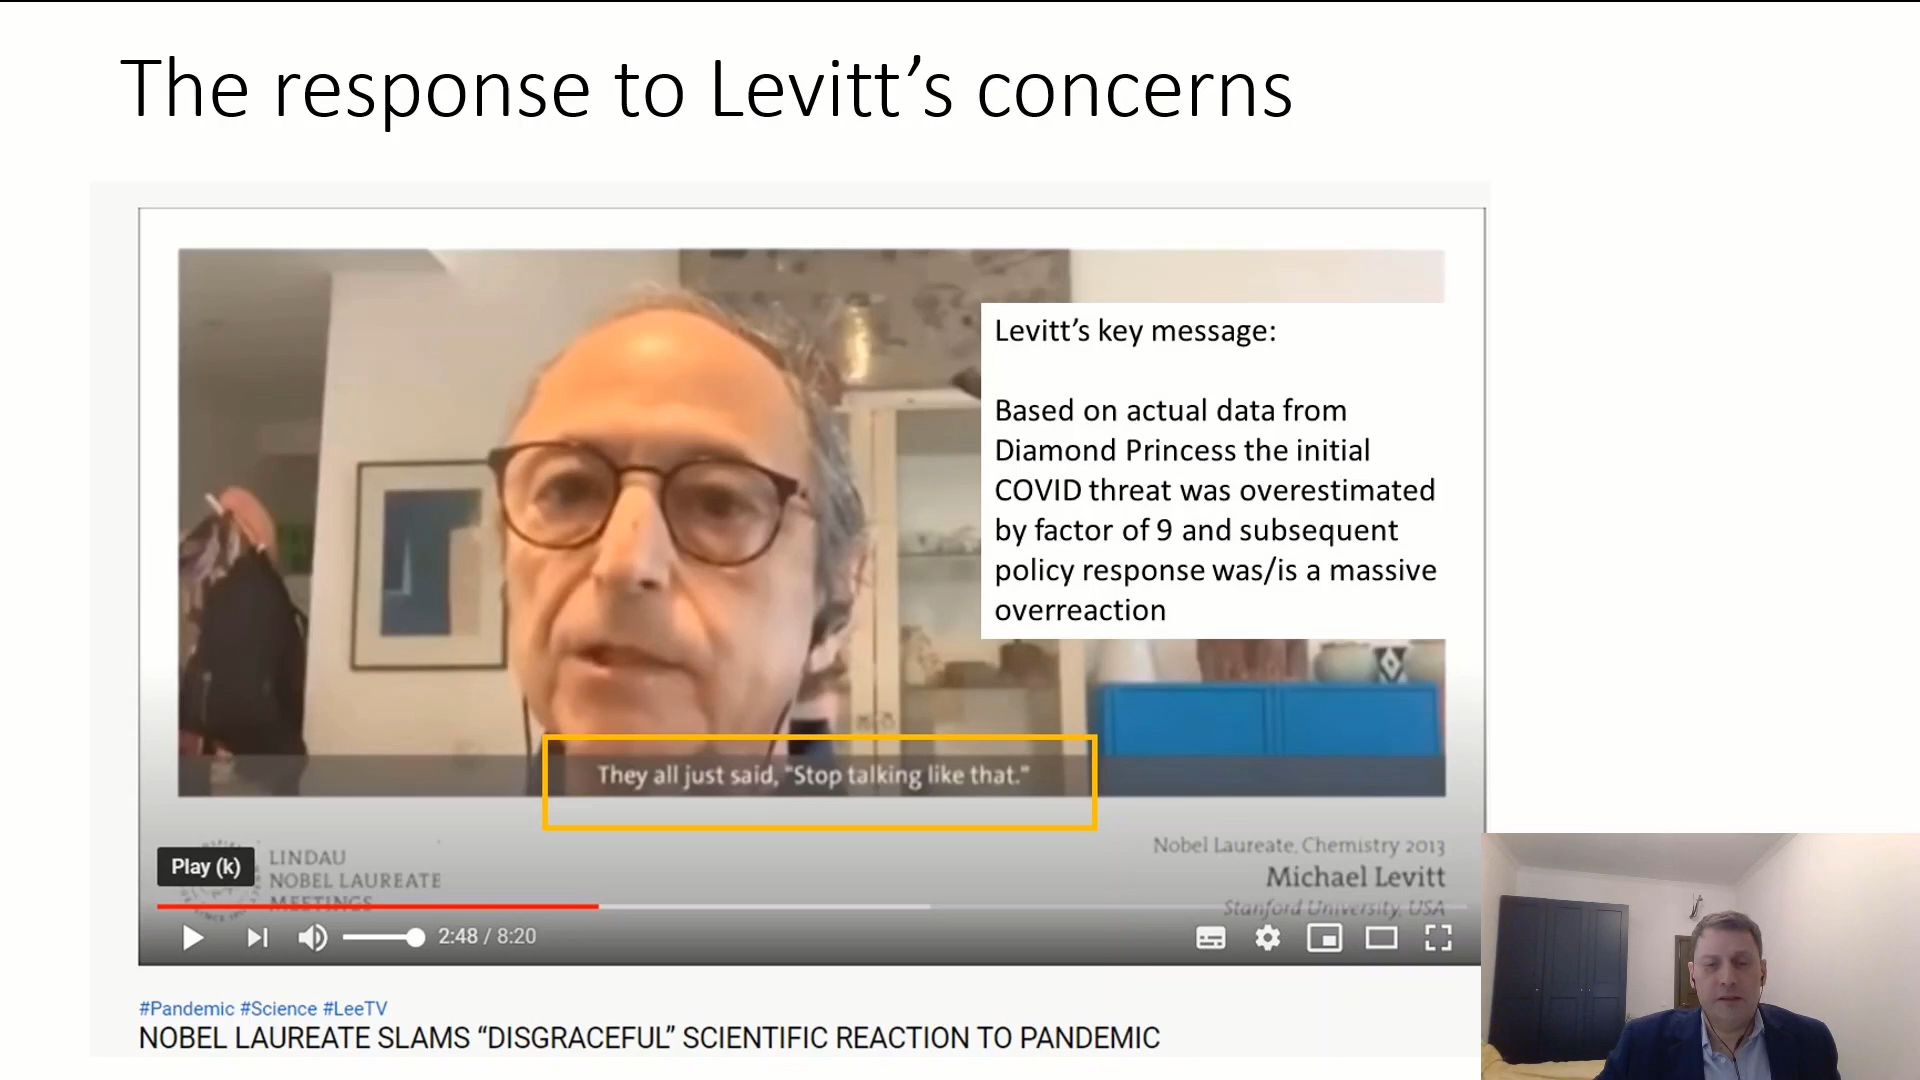 The response to Levitt's concerns
Levitt's key message:
Based on actual data from
Diamond Princess the initial
COVID threat was overestimated
by factor of 9 and subsequent
policy response was/is a massive
overreaction
They all just said, "Stop talking like that."
Play (k)
LINDAU
NOBEL LAUREATE
MEETINGS
Nobel Laureate, Chemistry 2013
Michael Levitt
Stanford University, USA
2:48 / 8:20
#Pandemic #Science #LeeTV
NOBEL LAUREATE SLAMS “DISGRACEFUL” SCIENTIFIC REACTION TO PANDEMIC